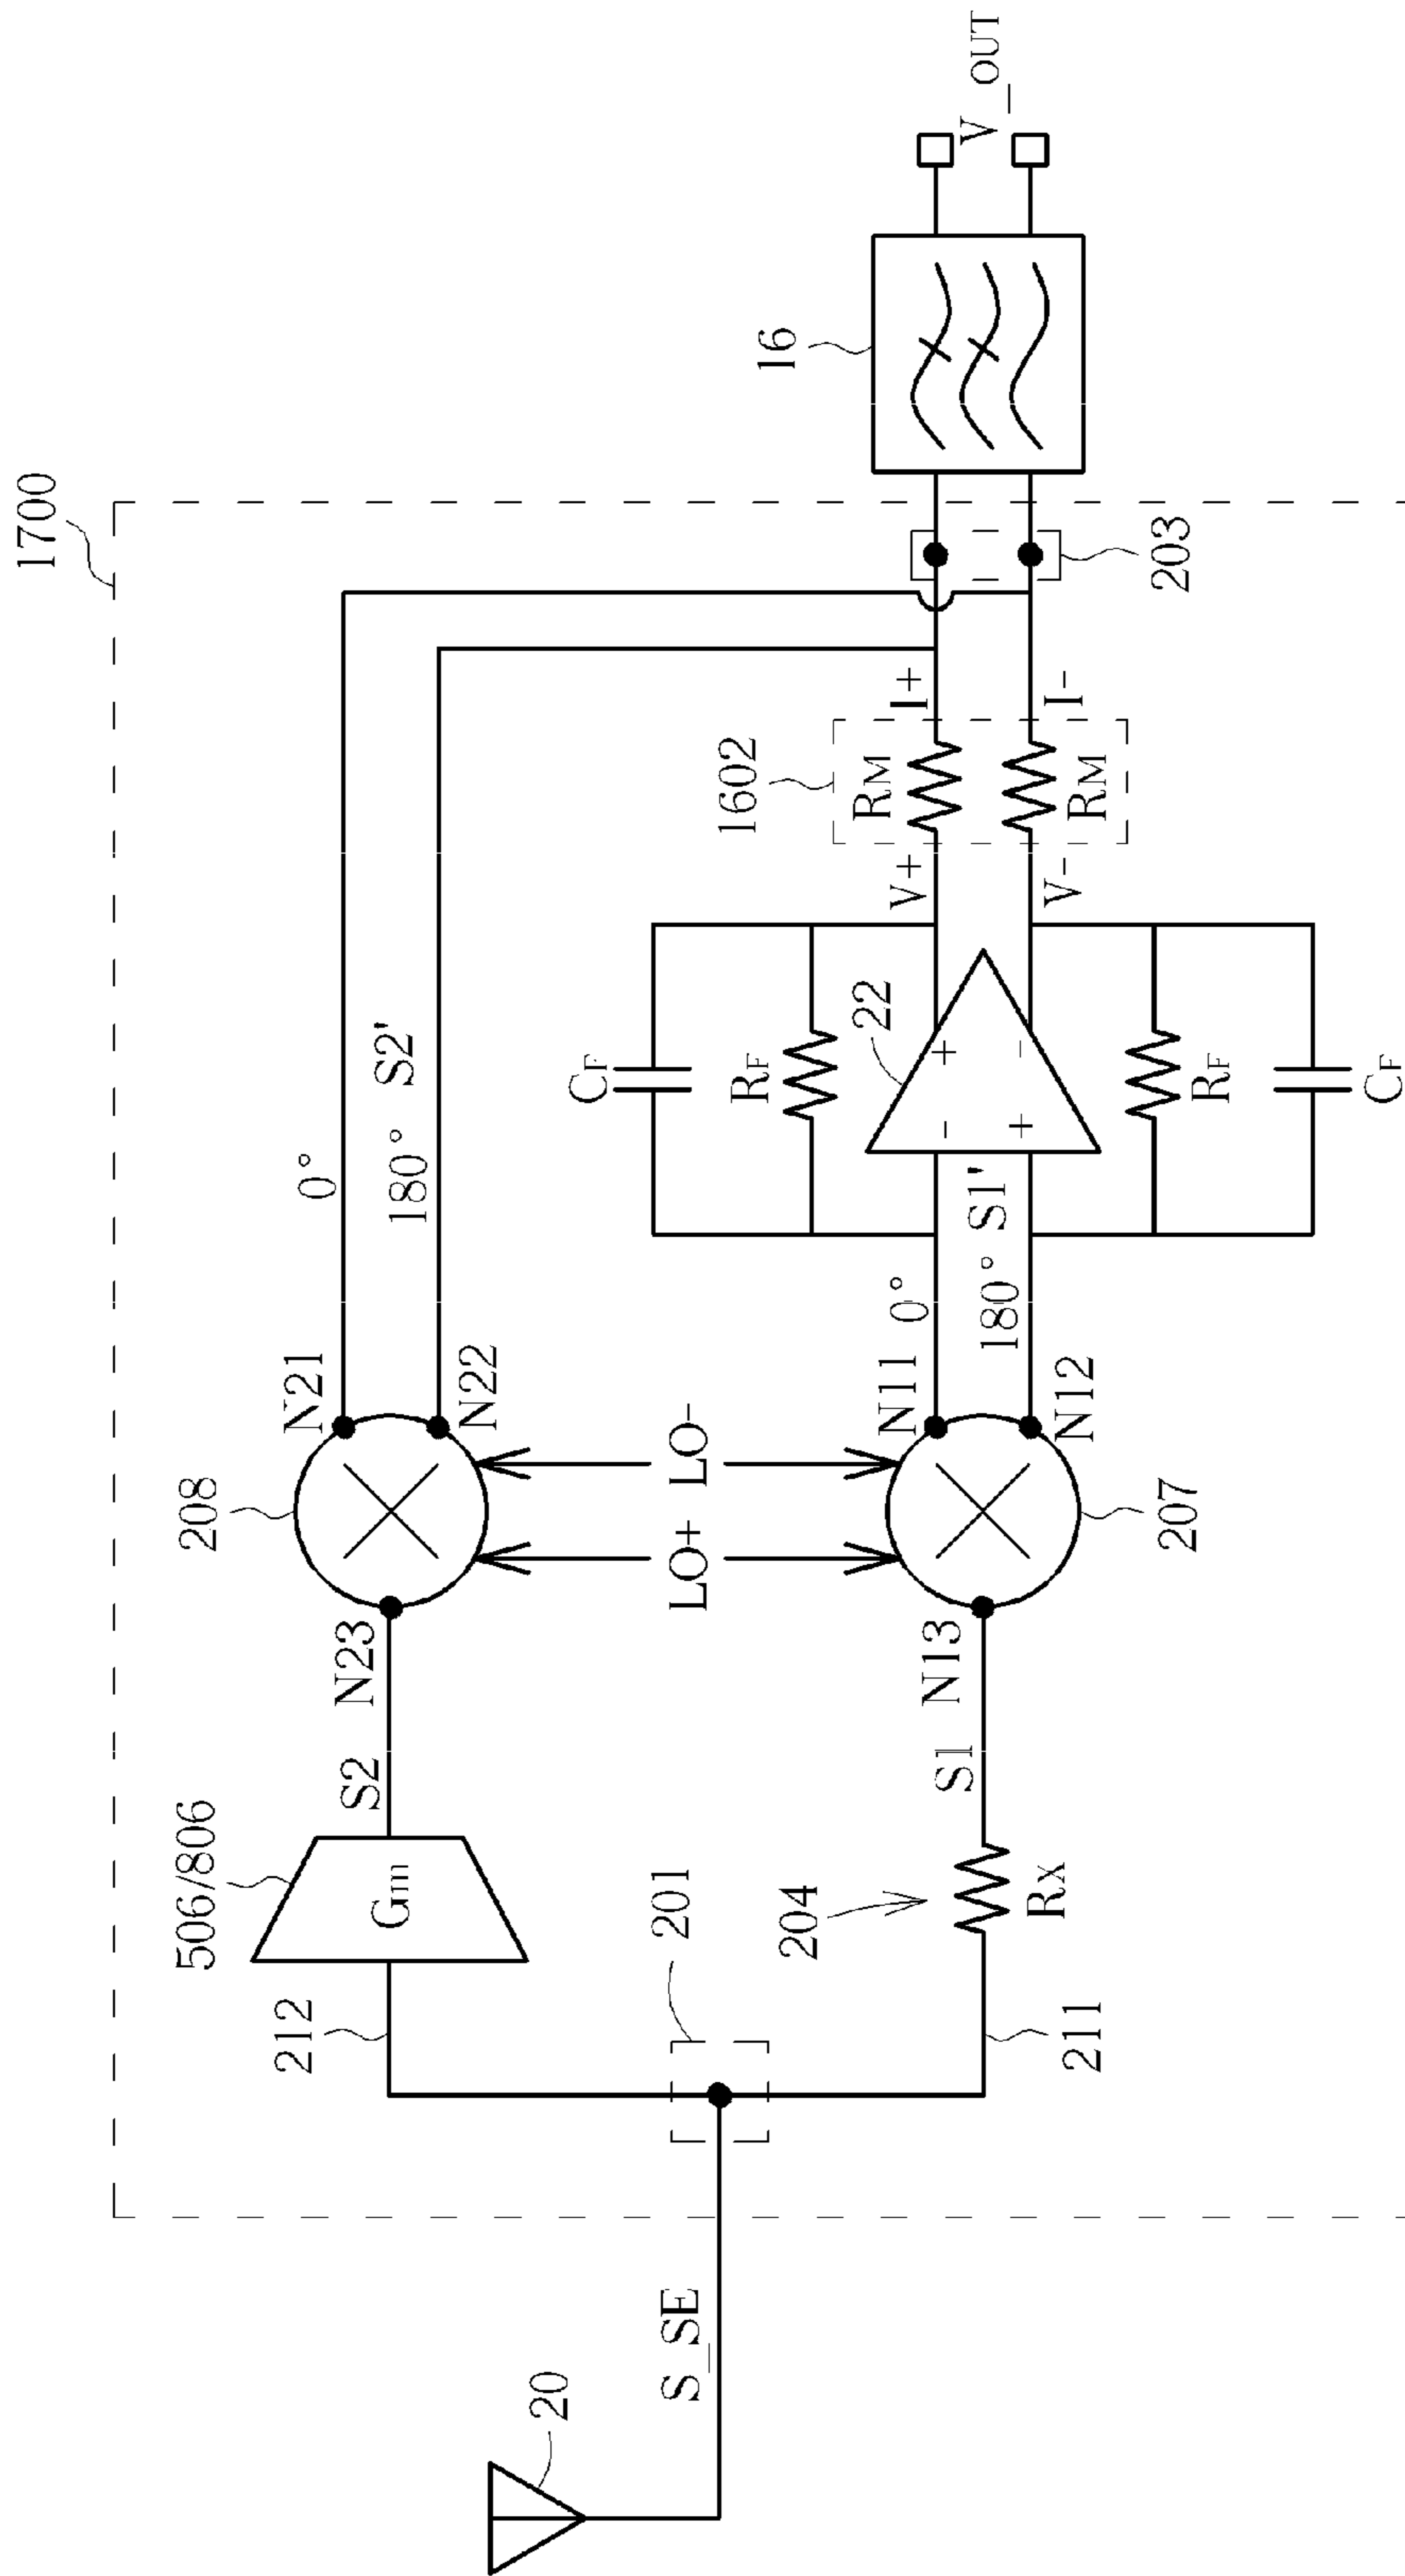 1700
506/806
Gm
S2
N23
208
N21
N22
0°
180°
S2'
212
201
20
S_SE
LO+
LO-
204
RX
S1
N13
211
207
N11
N12
0°
180°
S1'
CF
RF
22
-
+
+
-
RF
CF
V+
V-
1602
RM
RM
I+
I-
203
16
V_OUT